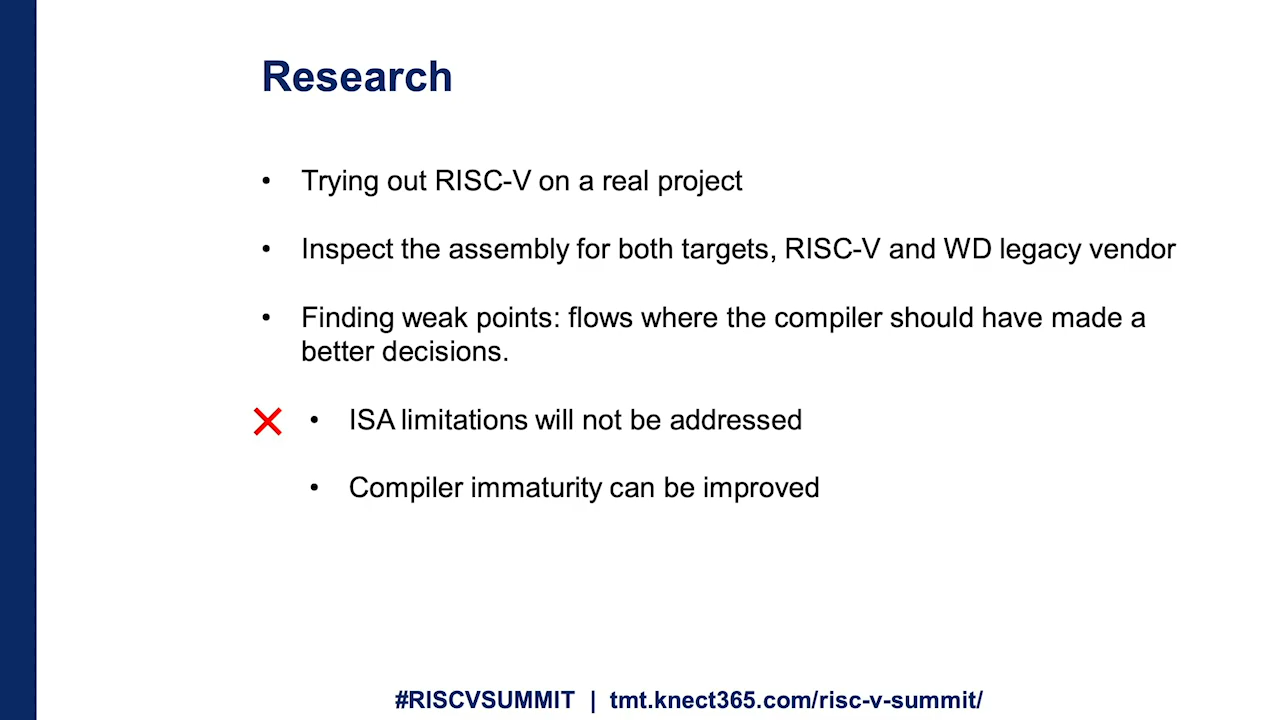 Research
• Trying out RISC-V on a real project
• Inspect the assembly for both targets, RISC-V and WD legacy vendor
• Finding weak points: flows where the compiler should have made a
better decisions.
• ISA limitations will not be addressed
• Compiler immaturity can be improved
#RISCVSUMMIT | tmt.knect365.com/risc-v-summit/